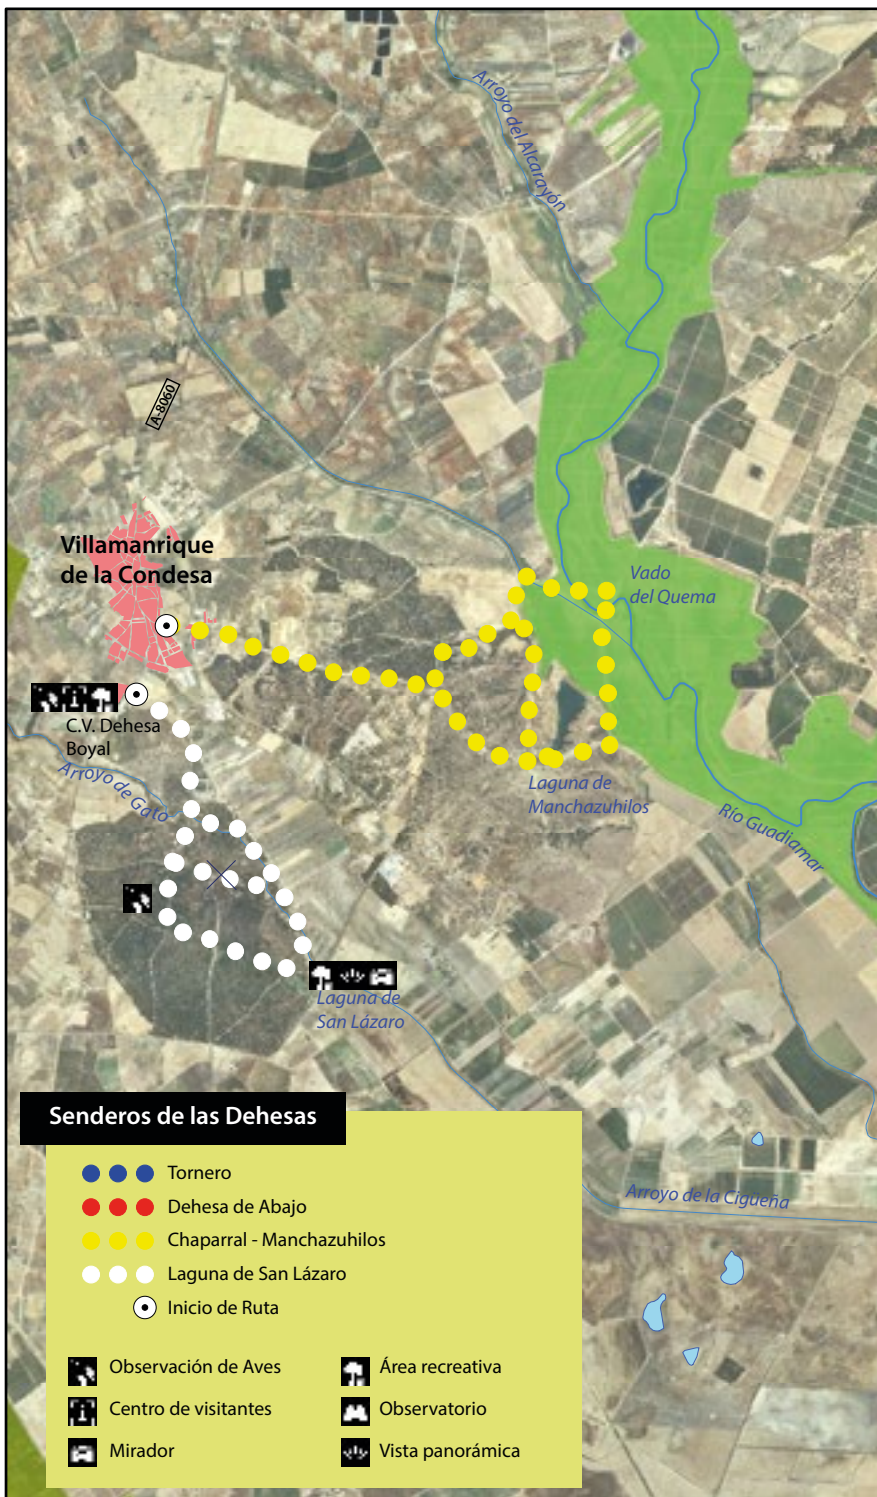 Arroyo del Alcarayón
A-8060
Villamanrique
de la Condesa
Vado
del Quema
C.V. Dehesa
Boyal
Arroyo de Gato
Laguna de
Manchazuhilos
Río Guadiamar
Laguna de
San Lázaro
Senderos de las Dehesas
Tornero
Dehesa de Abajo
Chaparral - Manchazuhilos
Laguna de San Lázaro
Inicio de Ruta
Observación de Aves
Área recreativa
Centro de visitantes
Observatorio
Mirador
Vista panorámica
Arroyo de la Cigüeña